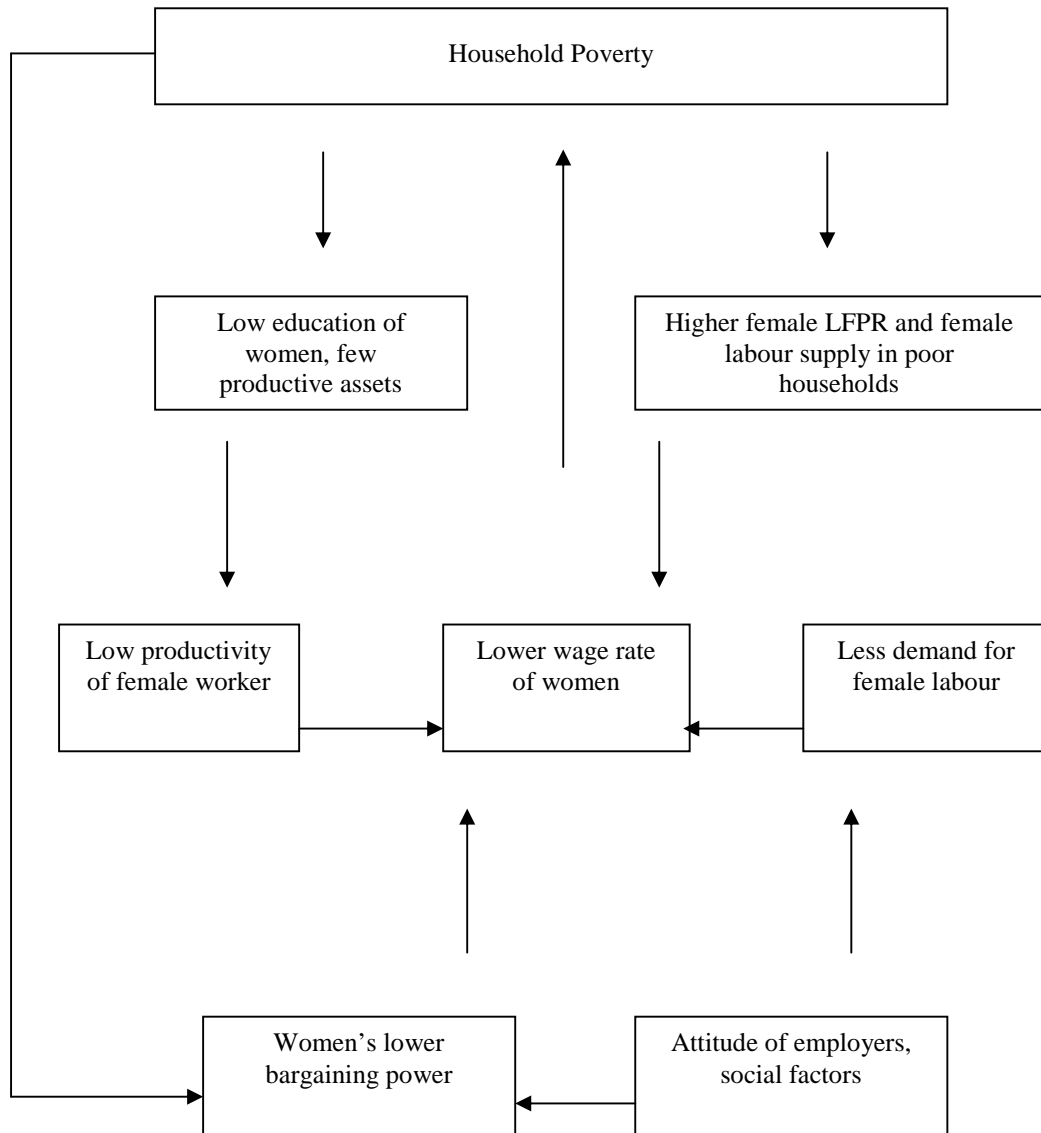 Household Poverty
Low education of
women, few
productive assets
Higher female LFPR and female
labour supply in poor
households
Low productivity
of female worker
Lower wage rate
of women
Less demand for
female labour
Women’s lower
bargaining power
Attitude of employers,
social factors